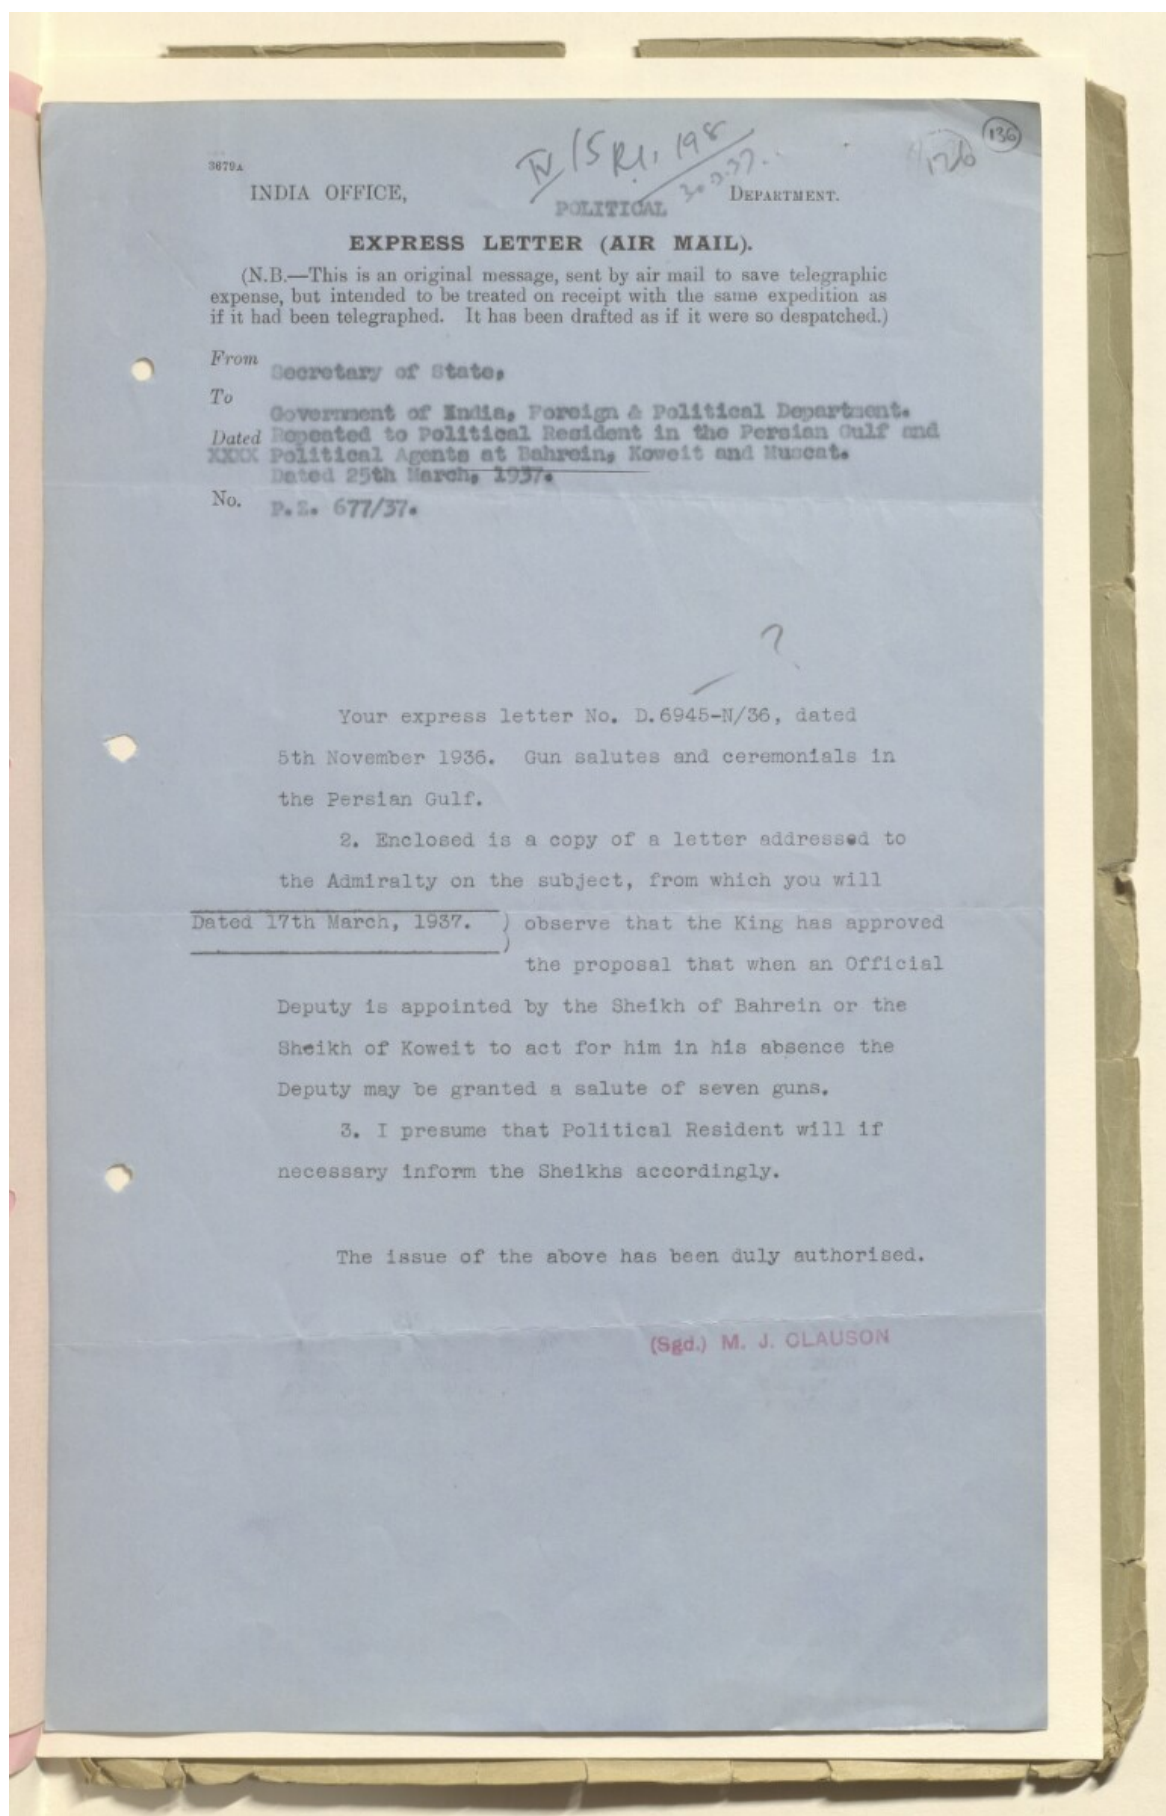 136
3679A
INDIA OFFICE,
POLITICAL
DEPARTMENT.
EXPRESS LETTER (AIR MAIL).
(N.B.—This is an original message, sent by air mail to save telegraphic
expense, but intended to be treated on receipt with the same expedition as
if it had been telegraphed. It has been drafted as if it were so despatched.)
From Secretary of State,
To
Government of India, Foreign & Political Department.
Dated Repeated to Political Resident in the Persian Gulf and
XXXX Political Agents at Bahrein, Koweit and Muscat.
Dated 25th March, 1937.
No. P.Z. 677/37.
?
Your express letter No. D.6945-N/36, dated
5th November 1936. Gun salutes and ceremonials in
the Persian Gulf.
2. Enclosed is a copy of a letter addressed to
the Admiralty on the subject, from which you will
Dated 17th March, 1937. ) observe that the King has approved
) the proposal that when an Official
Deputy is appointed by the Sheikh of Bahrein or the
Sheikh of Koweit to act for him in his absence the
Deputy may be granted a salute of seven guns.
3. I presume that Political Resident will if
necessary inform the Sheikhs accordingly.
The issue of the above has been duly authorised.
(Sgd.) M. J. CLAUSON